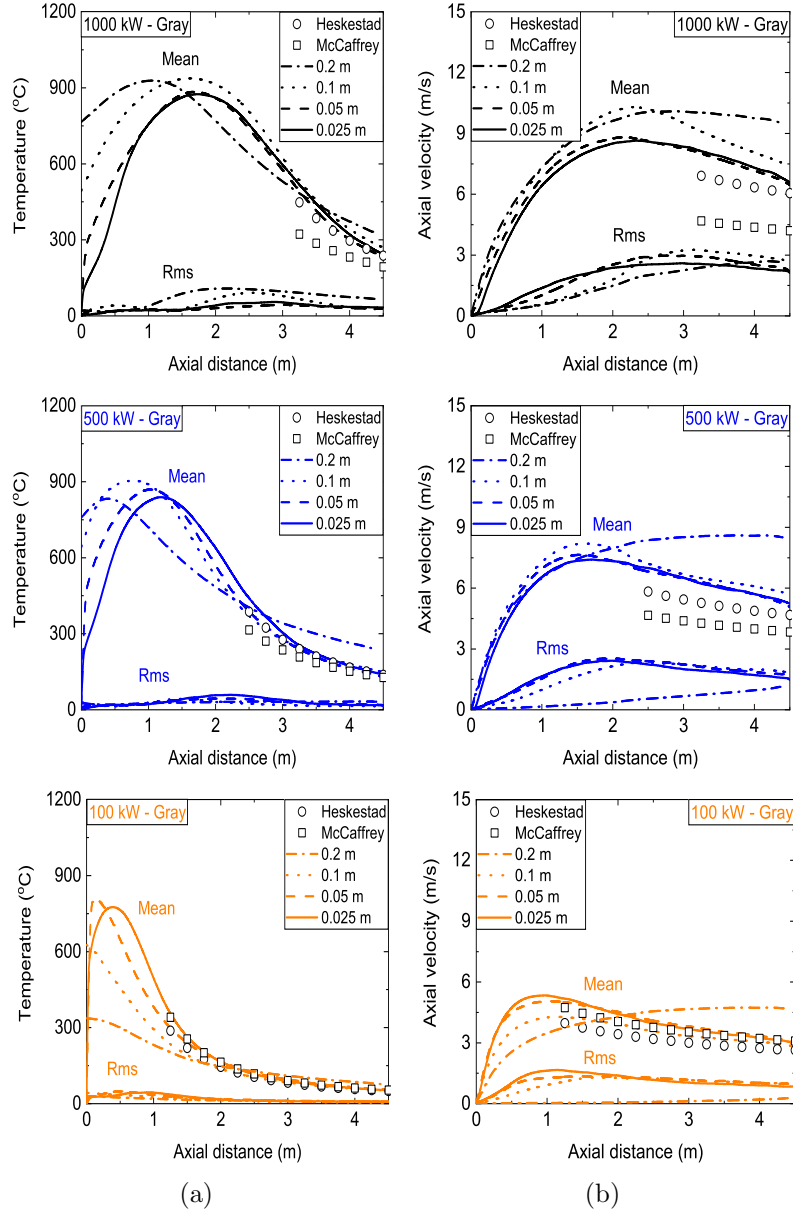 1200
900
600
300
0
Temperature (°C)
1000 kW - Gray
Mean
Rms
Heskestad
McCaffrey
0.2 m
0.1 m
0.05 m
0.025 m
0 1 2 3 4
Axial distance (m)
15
12
9
6
3
0
Axial velocity (m/s)
1000 kW - Gray
Heskestad
McCaffrey
0.2 m
0.1 m
0.05 m
0.025 m
Mean
Rms
0 1 2 3 4
Axial distance (m)
1200
900
600
300
0
Temperature (°C)
500 kW - Gray
Mean
Rms
Heskestad
McCaffrey
0.2 m
0.1 m
0.05 m
0.025 m
0 1 2 3 4
Axial distance (m)
15
12
9
6
3
0
Axial velocity (m/s)
500 kW - Gray
Heskestad
McCaffrey
0.2 m
0.1 m
0.05 m
0.025 m
Mean
Rms
0 1 2 3 4
Axial distance (m)
1200
900
600
300
0
Temperature (°C)
100 kW - Gray
Mean
Rms
Heskestad
McCaffrey
0.2 m
0.1 m
0.05 m
0.025 m
0 1 2 3 4
Axial distance (m)
15
12
9
6
3
0
Axial velocity (m/s)
100 kW - Gray
Heskestad
McCaffrey
0.2 m
0.1 m
0.05 m
0.025 m
Mean
Rms
0 1 2 3 4
Axial distance (m)
(a)
(b)